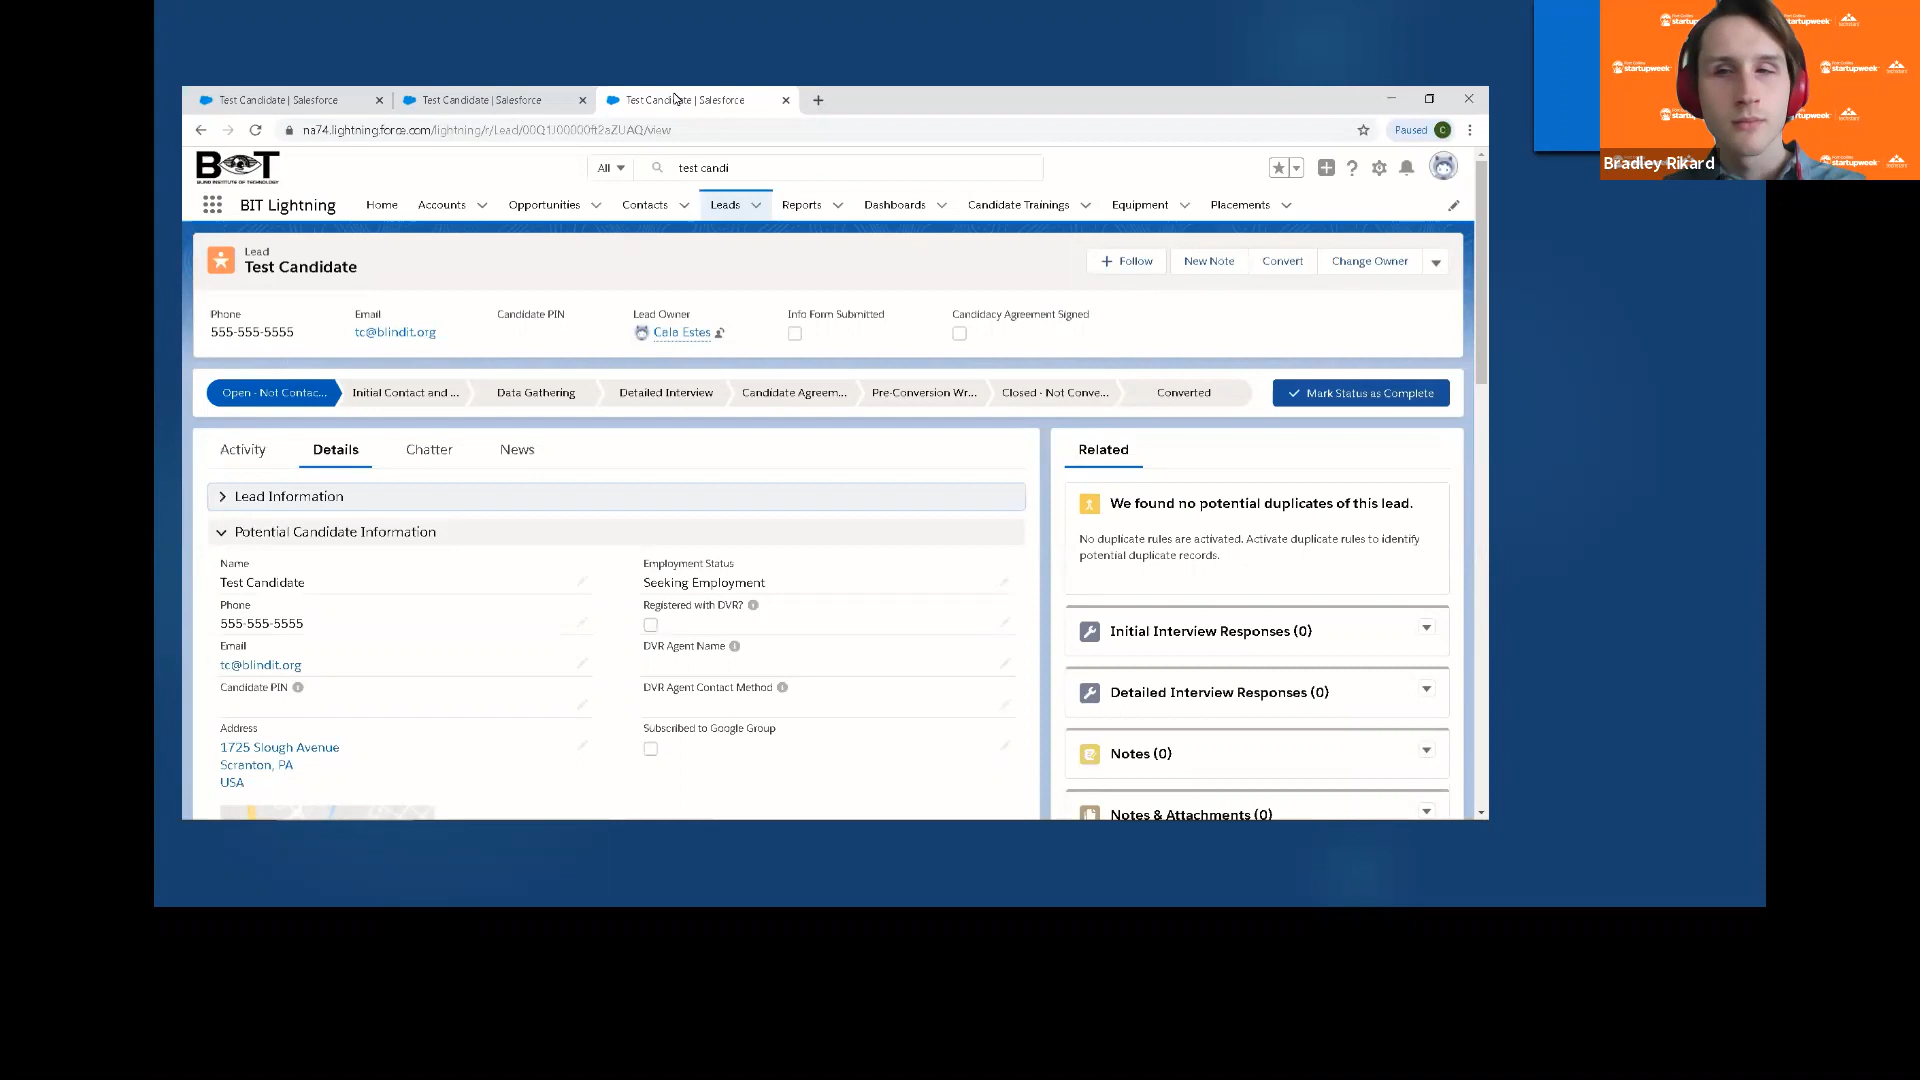 Test Candidate | Salesforce
Test Candidate | Salesforce
Test Candidate | Salesforce
na74.lightning.force.com/lightning/r/Lead/00Q1J00000ft2aZUAQ/view
Paused
C
BIT
BLIND INSTITUTE OF TECHNOLOGY
All
test candi
BIT Lightning
Home
Accounts
Opportunities
Contacts
Leads
Reports
Dashboards
Candidate Trainings
Equipment
Placements
Lead
Test Candidate
Follow
New Note
Convert
Change Owner
Phone
Email
Candidate PIN
Lead Owner
Info Form Submitted
Candidacy Agreement Signed
555-555-5555
tc@blindit.org
Cala Estes
Open - Not Contac...
Initial Contact and ...
Data Gathering
Detailed Interview
Candidate Agreem...
Pre-Conversion Wr...
Closed - Not Conve...
Converted
Mark Status as Complete
Activity
Details
Chatter
News
Lead Information
Potential Candidate Information
Name
Test Candidate
Phone
555-555-5555
Email
tc@blindit.org
Candidate PIN
Address
1725 Slough Avenue
Scranton, PA
USA
Employment Status
Seeking Employment
Registered with DVR?
DVR Agent Name
DVR Agent Contact Method
Subscribed to Google Group
Related
We found no potential duplicates of this lead.
No duplicate rules are activated. Activate duplicate rules to identify
potential duplicate records.
Initial Interview Responses (0)
Detailed Interview Responses (0)
Notes (0)
Notes & Attachments (0)
startupweek
startupweek
startupweek
Bradley Rikard